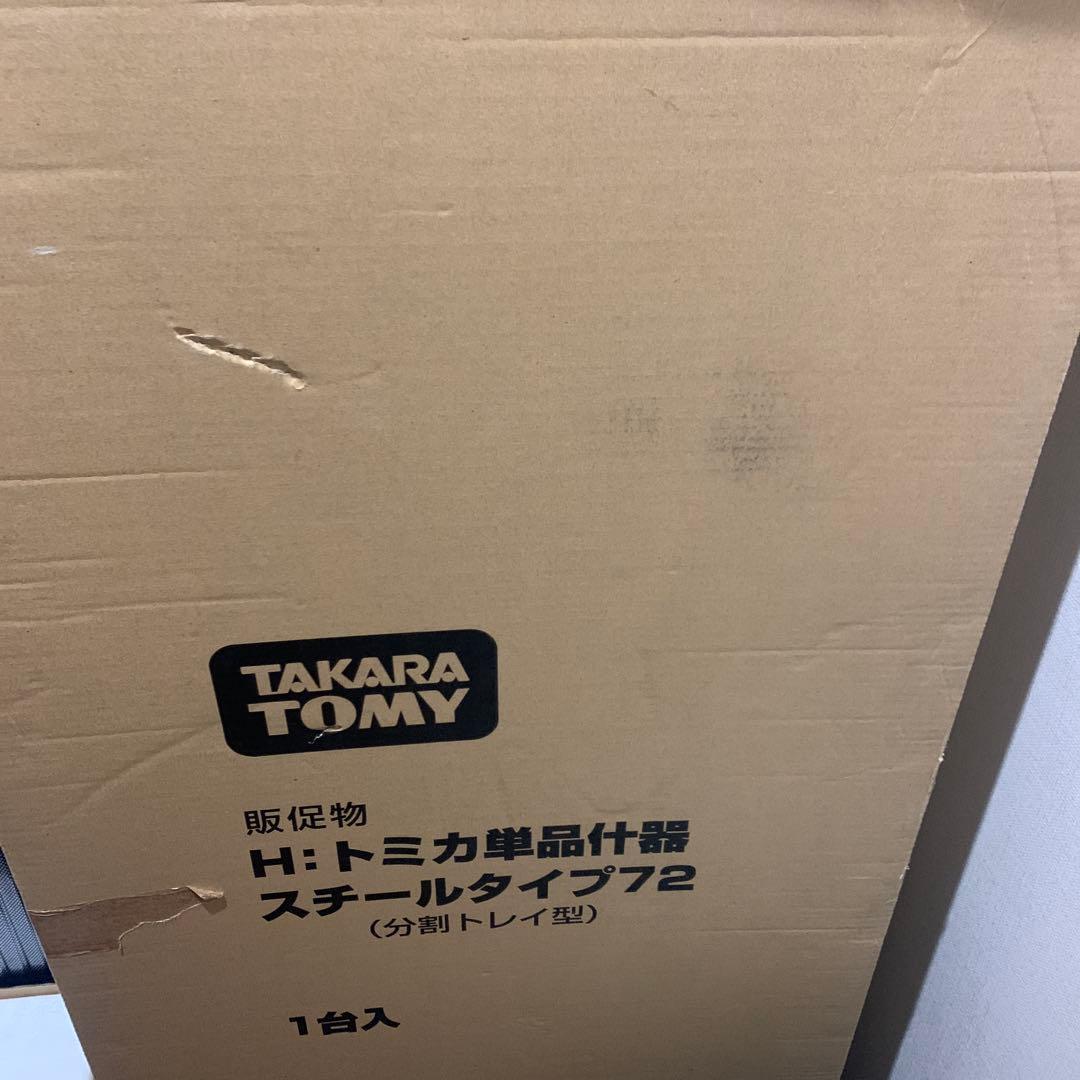 TAKARA
TOMY
販促物
H:トミカ単品什器
スチールタイプ72
(分割トレイ型)
1台入